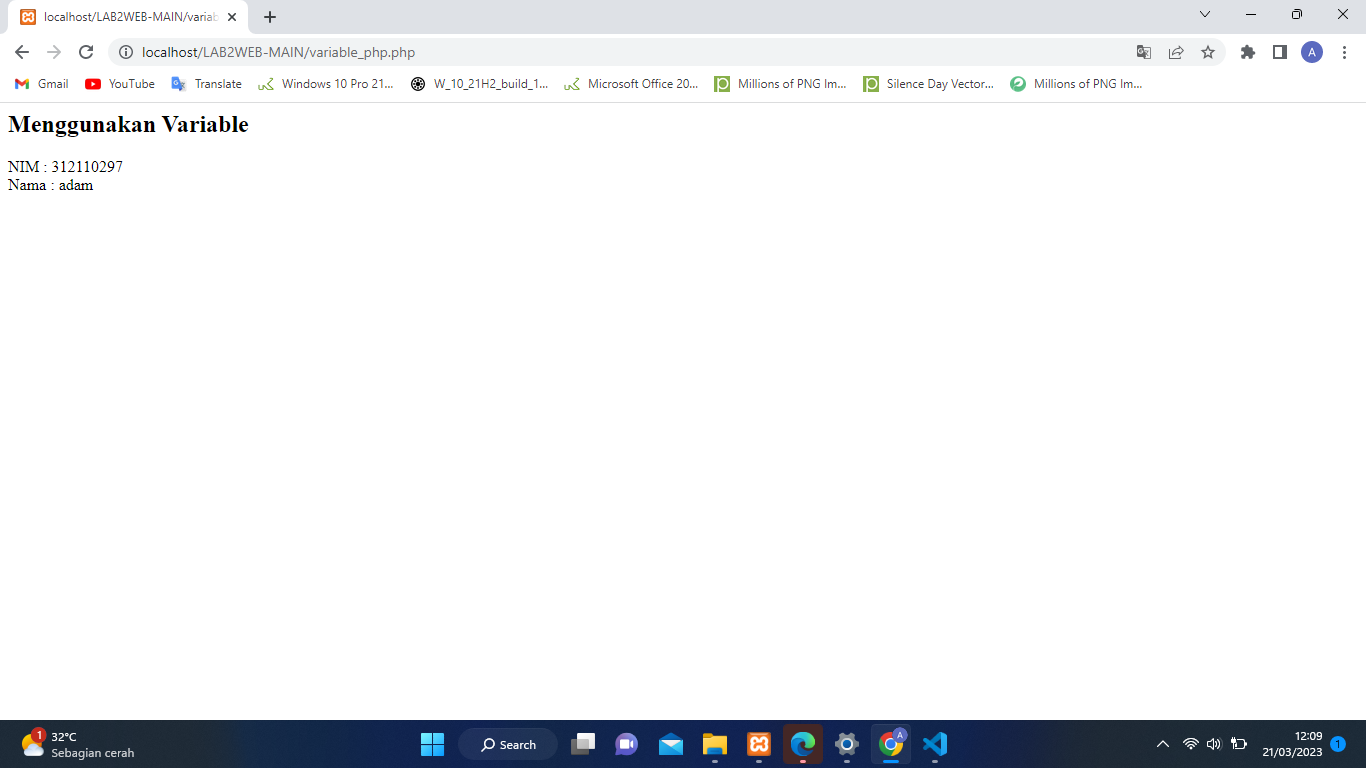 localhost/LAB2WEB-MAIN/variab
localhost/LAB2WEB-MAIN/variable_php.php
A
Gmail YouTube Translate Windows 10 Pro 21... W_10_21H2_build_1... Microsoft Office 20... Millions of PNG Im... Silence Day Vector... Millions of PNG Im...
Menggunakan Variable
NIM : 312110297
Nama : adam
1
32°C
Sebagian cerah
Search
A
12:09
21/03/2023
1